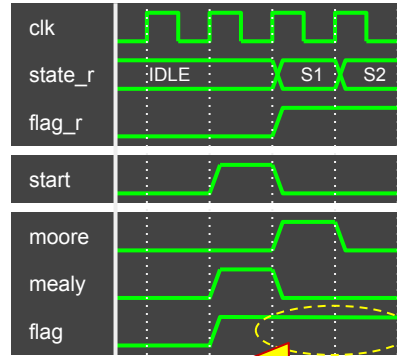 clk
state_r IDLE S1 S2
flag_r
start
moore
mealy
flag